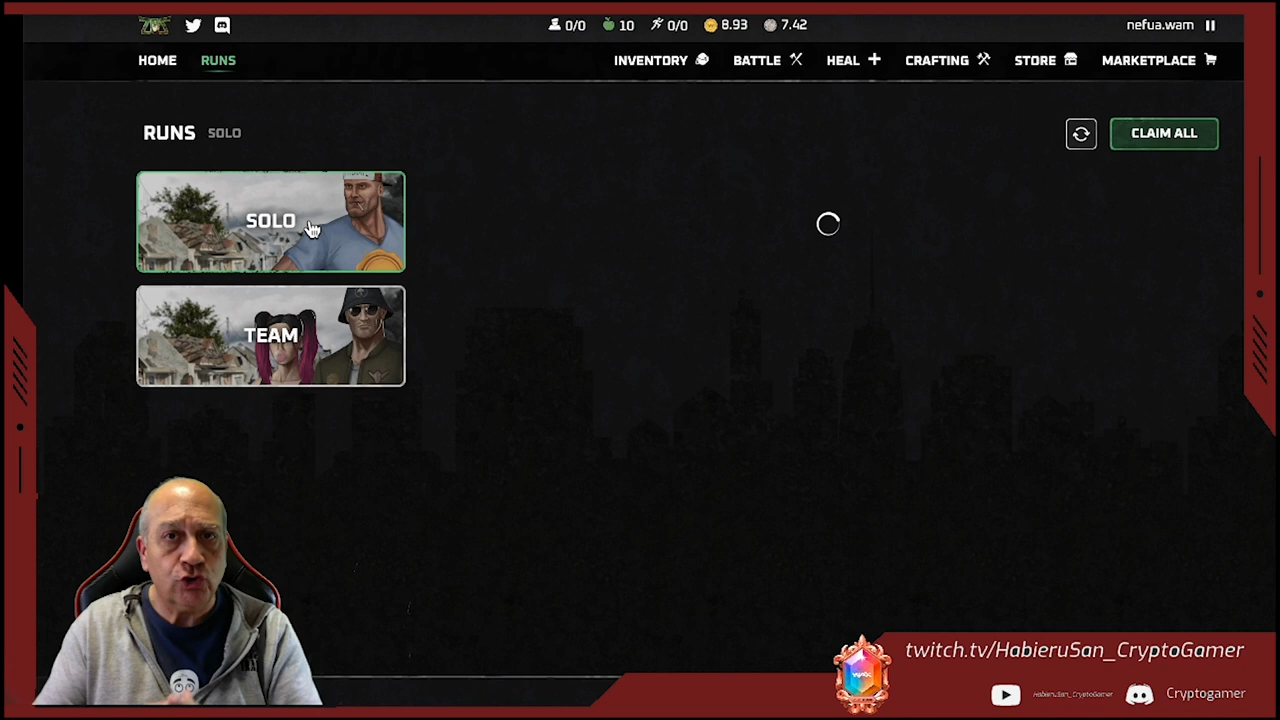 0/0 10 0/0 8.93 7.42 nefua.wam
HOME RUNS INVENTORY BATTLE HEAL CRAFTING STORE MARKETPLACE
RUNS SOLO CLAIM ALL
SOLO
TEAM
twitch.tv/HabieruSan_CryptoGamer
HabieruSan_CryptoGamer Cryptogamer